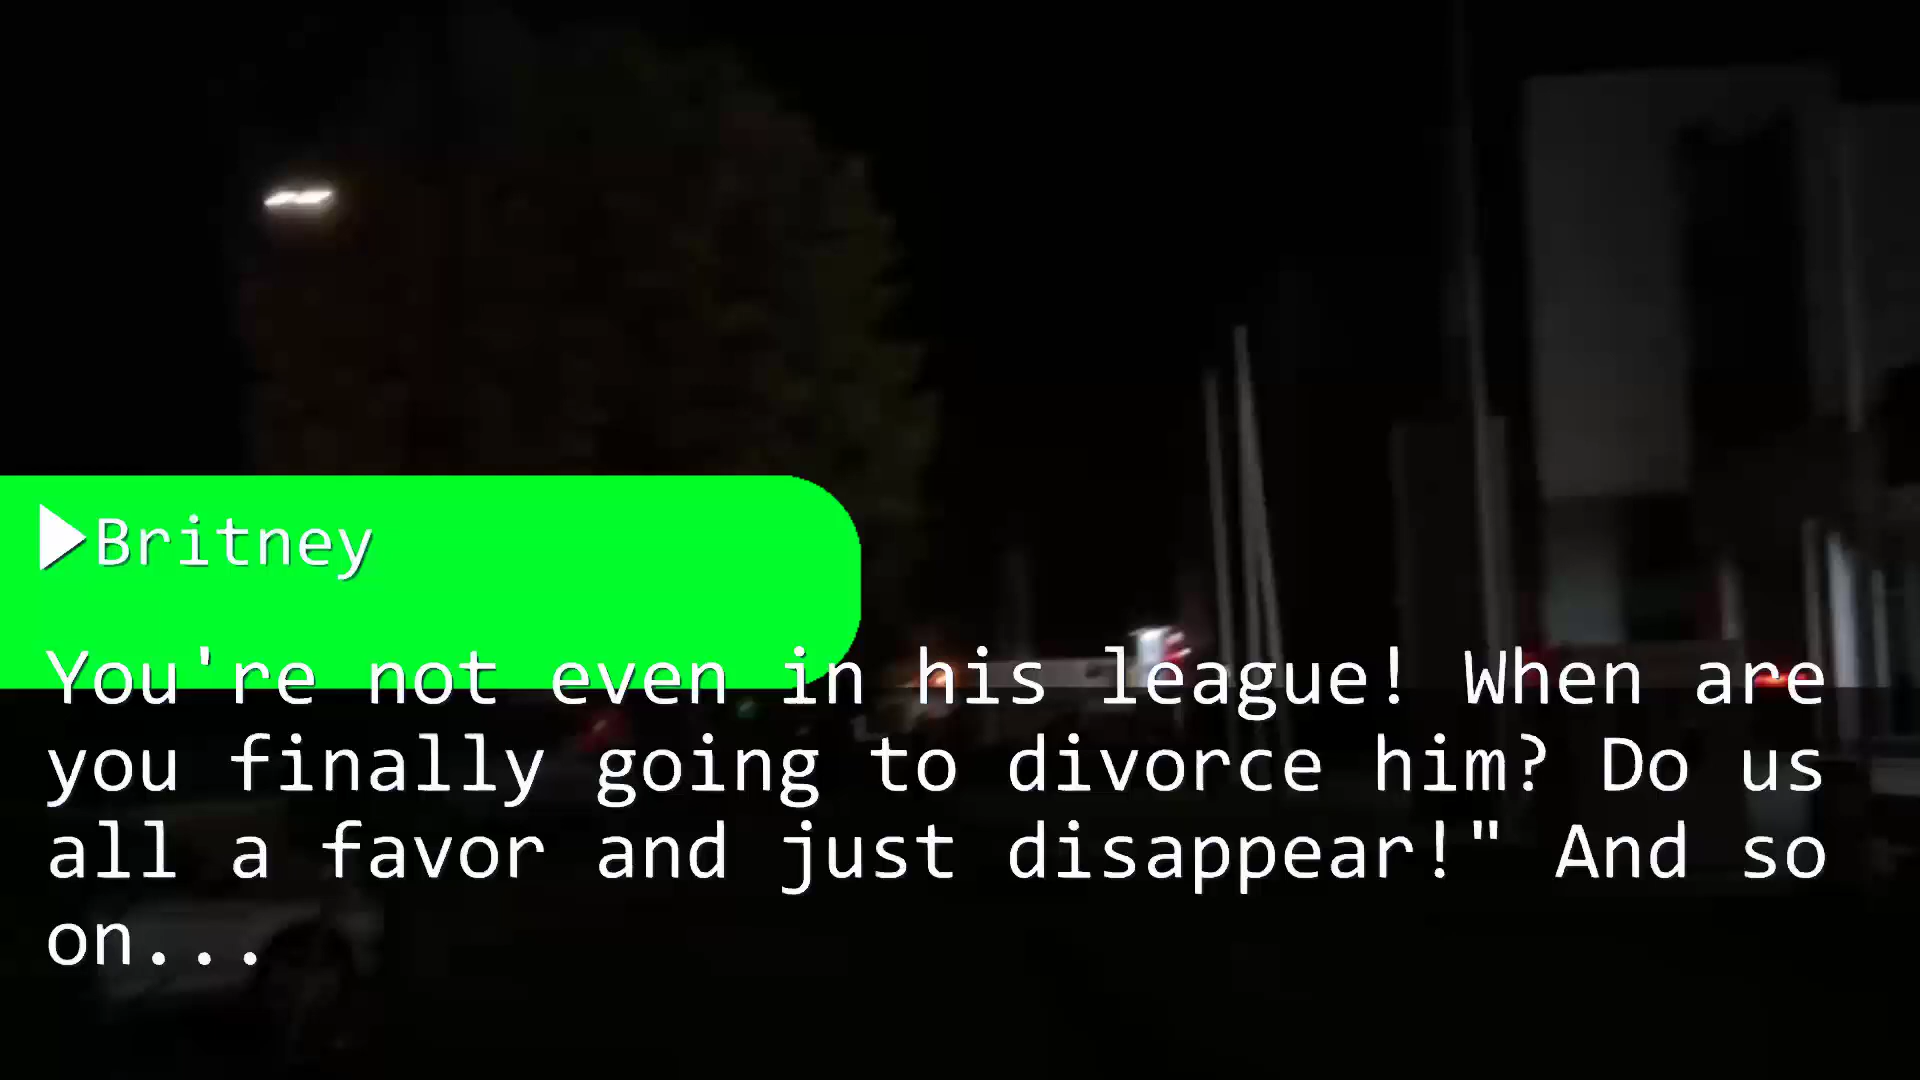 ▶Britney
You're not even in his league! When are
you finally going to divorce him? Do us
all a favor and just disappear!" And so
on...